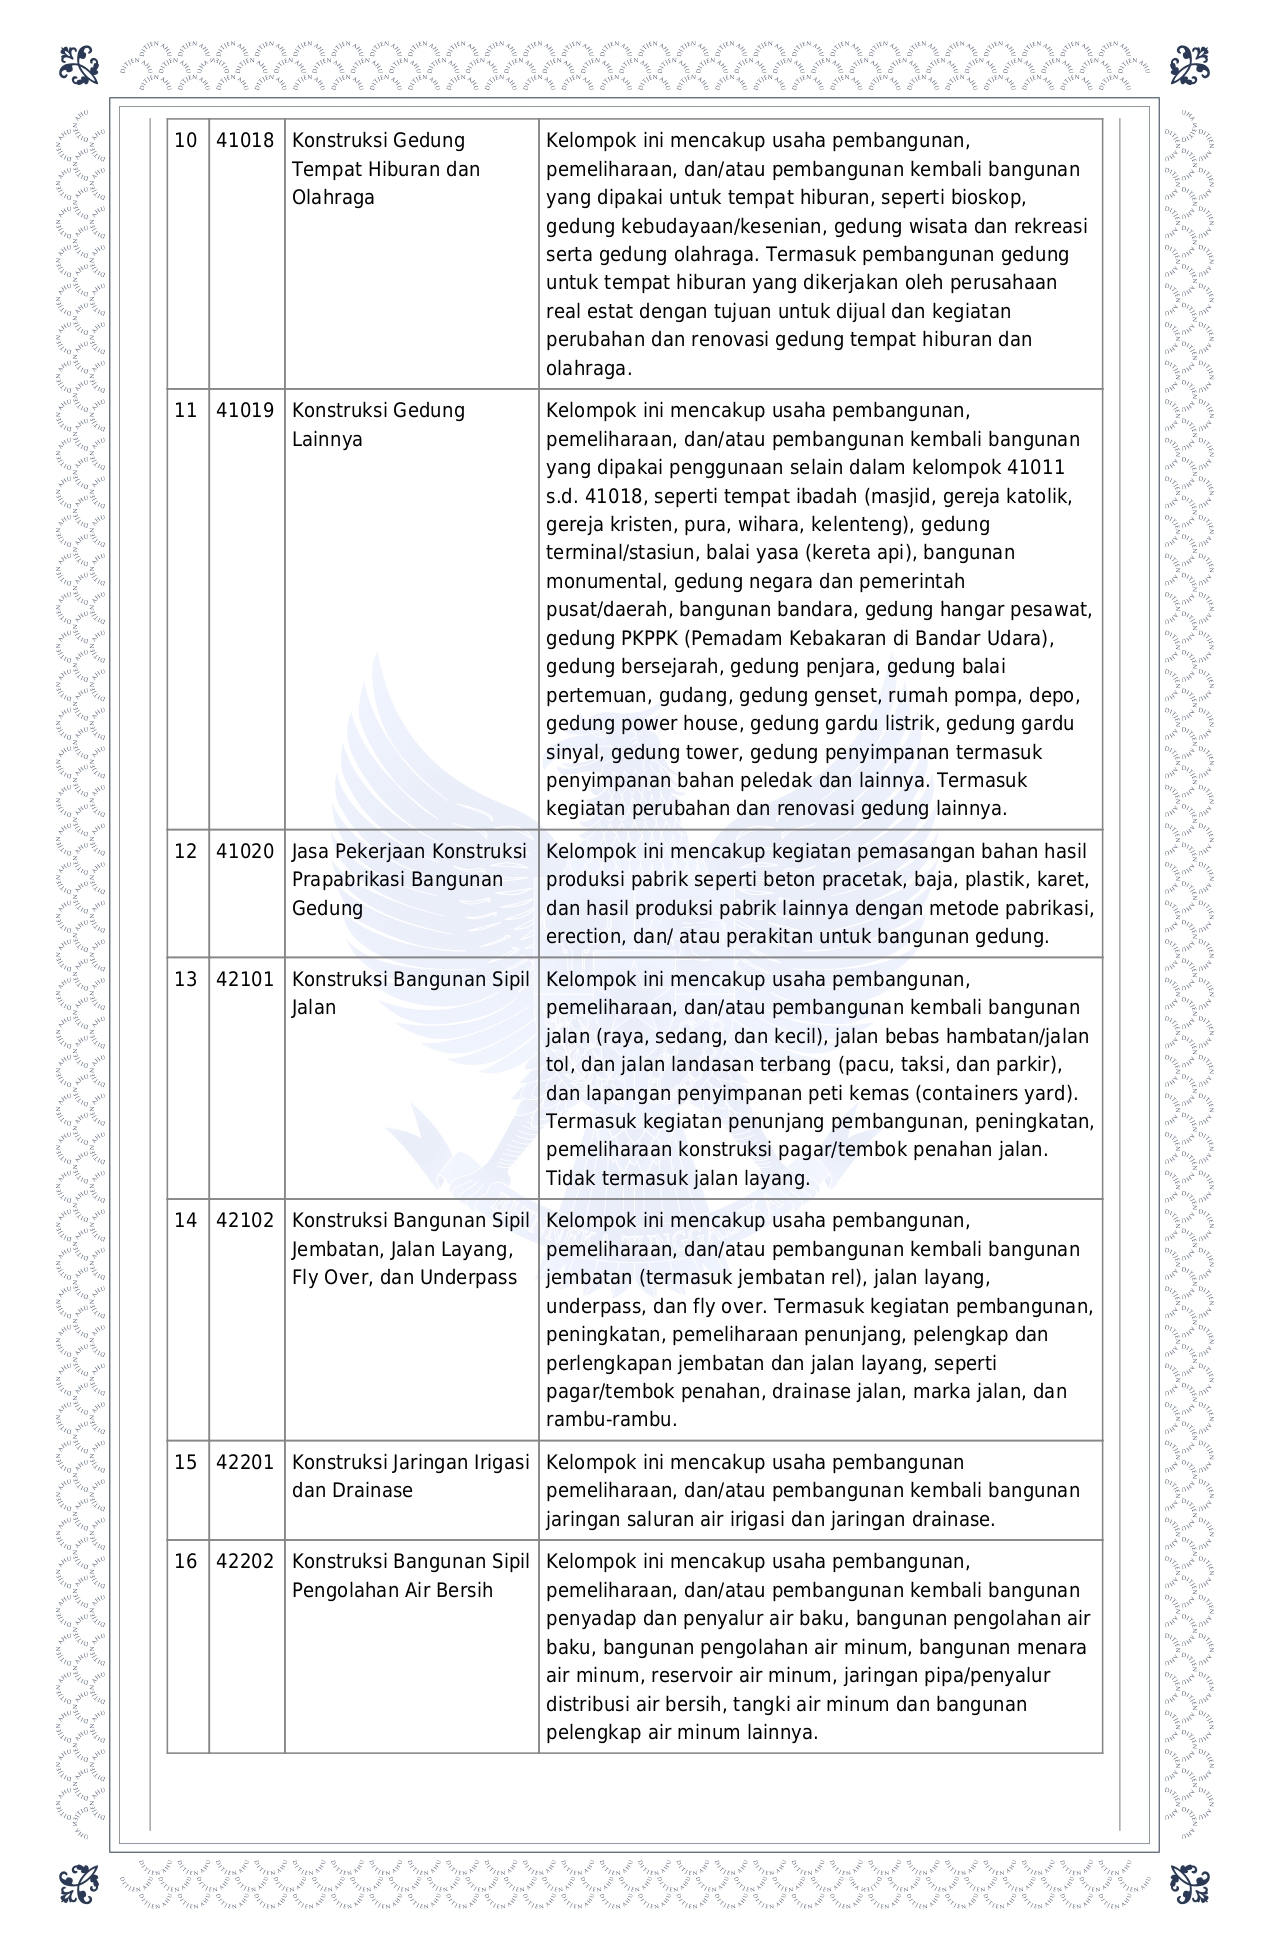 10 41018 Konstruksi Gedung Tempat Hiburan dan Olahraga
Kelompok ini mencakup usaha pembangunan,
pemeliharaan, dan/atau pembangunan kembali bangunan
yang dipakai untuk tempat hiburan, seperti bioskop,
gedung kebudayaan/kesenian, gedung wisata dan rekreasi
serta gedung olahraga. Termasuk pembangunan gedung
untuk tempat hiburan yang dikerjakan oleh perusahaan
real estat dengan tujuan untuk dijual dan kegiatan
perubahan dan renovasi gedung tempat hiburan dan
olahraga.
11 41019 Konstruksi Gedung Lainnya
Kelompok ini mencakup usaha pembangunan,
pemeliharaan, dan/atau pembangunan kembali bangunan
yang dipakai penggunaan selain dalam kelompok 41011
s.d. 41018, seperti tempat ibadah (masjid, gereja katolik,
gereja kristen, pura, wihara, kelenteng), gedung
terminal/stasiun, balai yasa (kereta api), bangunan
monumental, gedung negara dan pemerintah
pusat/daerah, bangunan bandara, gedung hangar pesawat,
gedung PKPPK (Pemadam Kebakaran di Bandar Udara),
gedung bersejarah, gedung penjara, gedung balai
pertemuan, gudang, gedung genset, rumah pompa, depo,
gedung power house, gedung gardu listrik, gedung gardu
sinyal, gedung tower, gedung penyimpanan termasuk
penyimpanan bahan peledak dan lainnya. Termasuk
kegiatan perubahan dan renovasi gedung lainnya.
12 41020 Jasa Pekerjaan Konstruksi Prapabrikasi Bangunan Gedung
Kelompok ini mencakup kegiatan pemasangan bahan hasil
produksi pabrik seperti beton pracetak, baja, plastik, karet,
dan hasil produksi pabrik lainnya dengan metode pabrikasi,
erection, dan/ atau perakitan untuk bangunan gedung.
13 42101 Konstruksi Bangunan Sipil Jalan
Kelompok ini mencakup usaha pembangunan,
pemeliharaan, dan/atau pembangunan kembali bangunan
jalan (raya, sedang, dan kecil), jalan bebas hambatan/jalan
tol, dan jalan landasan terbang (pacu, taksi, dan parkir),
dan lapangan penyimpanan peti kemas (containers yard).
Termasuk kegiatan penunjang pembangunan, peningkatan,
pemeliharaan konstruksi pagar/tembok penahan jalan.
Tidak termasuk jalan layang.
14 42102 Konstruksi Bangunan Sipil Jembatan, Jalan Layang, Fly Over, dan Underpass
Kelompok ini mencakup usaha pembangunan,
pemeliharaan, dan/atau pembangunan kembali bangunan
jembatan (termasuk jembatan rel), jalan layang,
underpass, dan fly over. Termasuk kegiatan pembangunan,
peningkatan, pemeliharaan penunjang, pelengkap dan
perlengkapan jembatan dan jalan layang, seperti
pagar/tembok penahan, drainase jalan, marka jalan, dan
rambu-rambu.
15 42201 Konstruksi Jaringan Irigasi dan Drainase
Kelompok ini mencakup usaha pembangunan
pemeliharaan, dan/atau pembangunan kembali bangunan
jaringan saluran air irigasi dan jaringan drainase.
16 42202 Konstruksi Bangunan Sipil Pengolahan Air Bersih
Kelompok ini mencakup usaha pembangunan,
pemeliharaan, dan/atau pembangunan kembali bangunan
penyadap dan penyalur air baku, bangunan pengolahan air
baku, bangunan pengolahan air minum, bangunan menara
air minum, reservoir air minum, jaringan pipa/penyalur
distribusi air bersih, tangki air minum dan bangunan
pelengkap air minum lainnya.